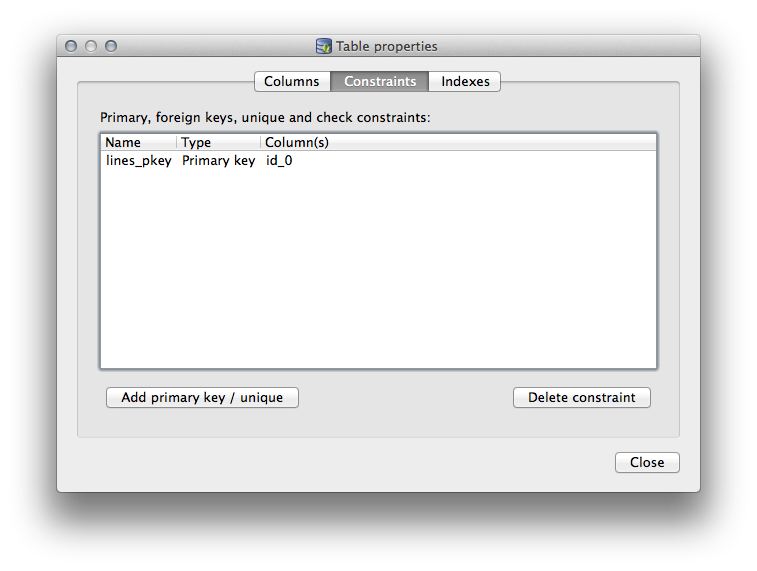 Table properties
Columns Constraints Indexes
Primary, foreign keys, unique and check constraints:
Name Type Column(s)
lines_pkey Primary key id_0
Add primary key / unique Delete constraint
Close